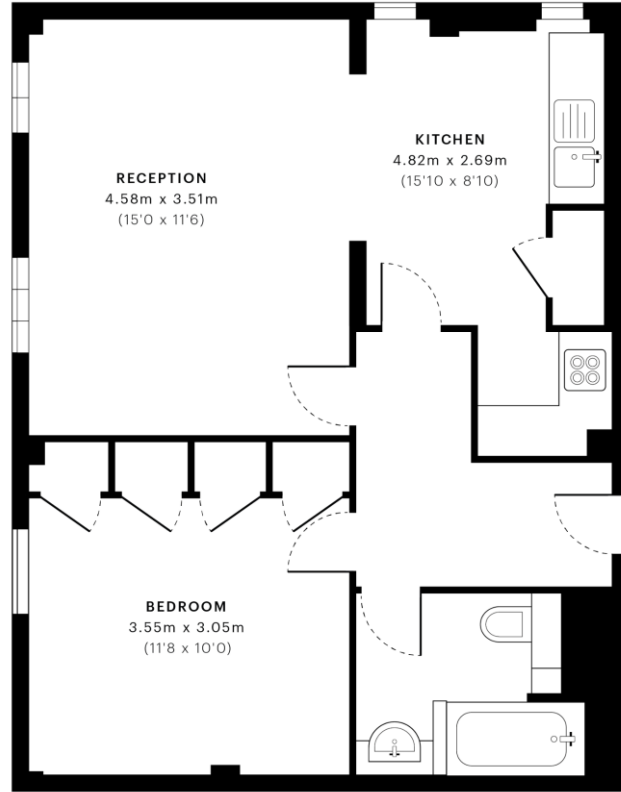 RECEPTION
4.58m x 3.51m
(15'0 x 11'6)
KITCHEN
4.82m x 2.69m
(15'10 x 8'10)
BEDROOM
3.55m x 3.05m
(11'8 x 10'0)